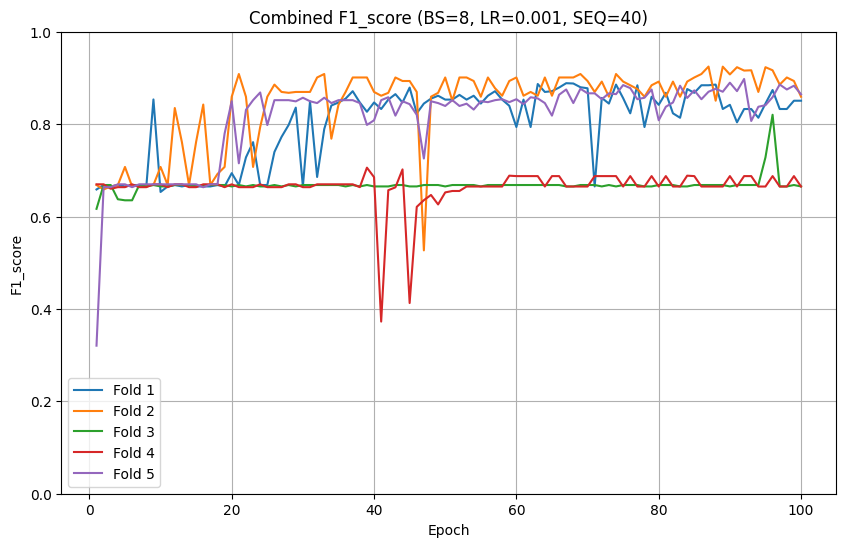 Combined F1_score (BS=8, LR=0.001, SEQ=40)
1.0
0.8
0.6
0.4
0.2
0.0
F1_score
Fold 1
Fold 2
Fold 3
Fold 4
Fold 5
0 20 40 60 80 100
Epoch